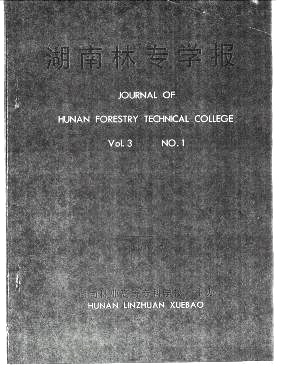 湖南林专学报
JOURNAL OF
HUNAN FORESTRY TECHNICAL COLLEGE
Vol.3 NO.1
HUNAN LINZHUAN XUEBAO